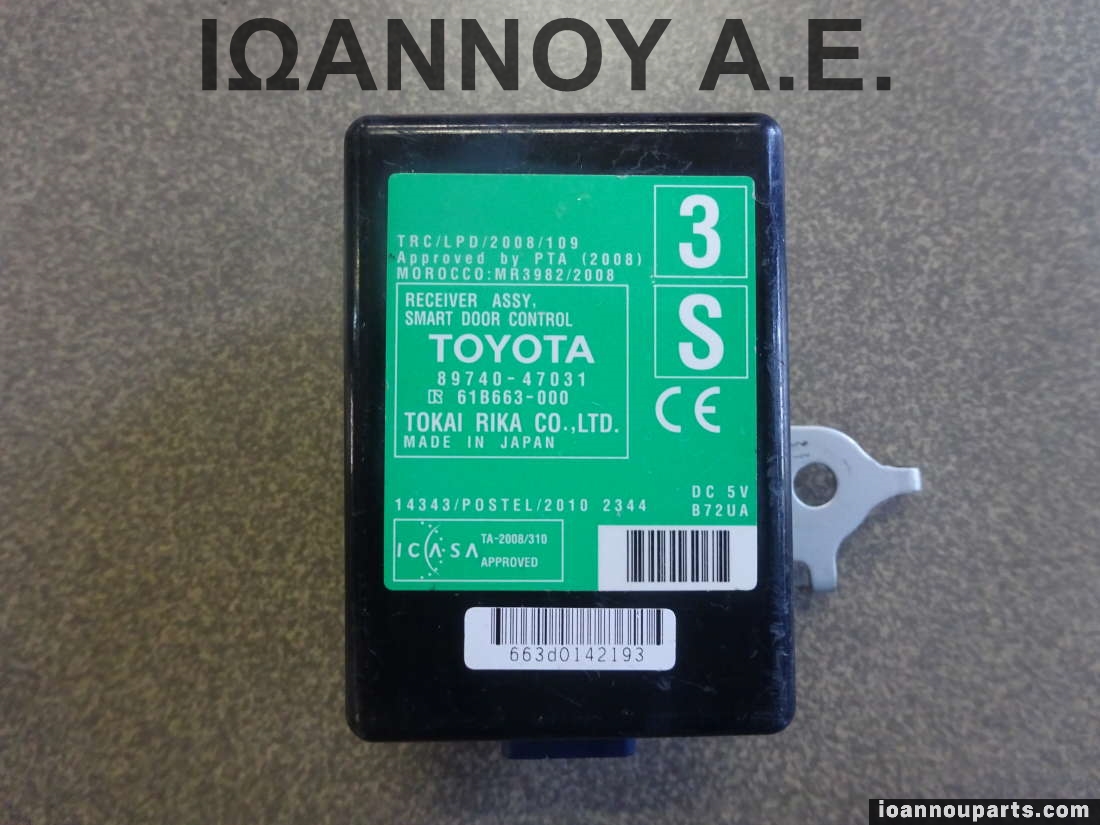 ΙΩΑΝΝΟΥ Α.Ε.
3
TRC/LPD/2008/109
Approved by PTA (2008)
MOROCCO:MR3982/2008
S
RECEIVER ASSY,
SMART DOOR CONTROL
TOYOTA
89740-47031
61B663-000
TOKAI RIKA CO.,LTD.
MADE IN JAPAN
CE
14343/POSTEL/2010 2344
DC 5V
B72UA
ICASA
TA-2008/310
APPROVED
663d0142193
ioannouparts.com